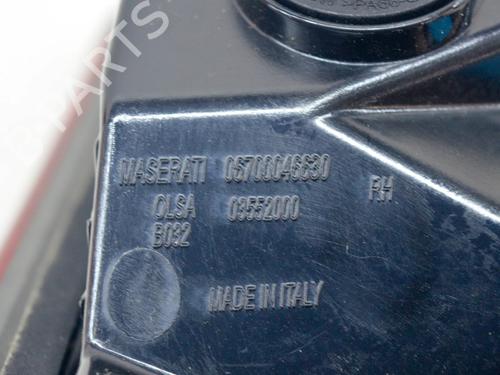 MASERATI 06700046630 RH
OLSA 03552000
B032
MADE IN ITALY